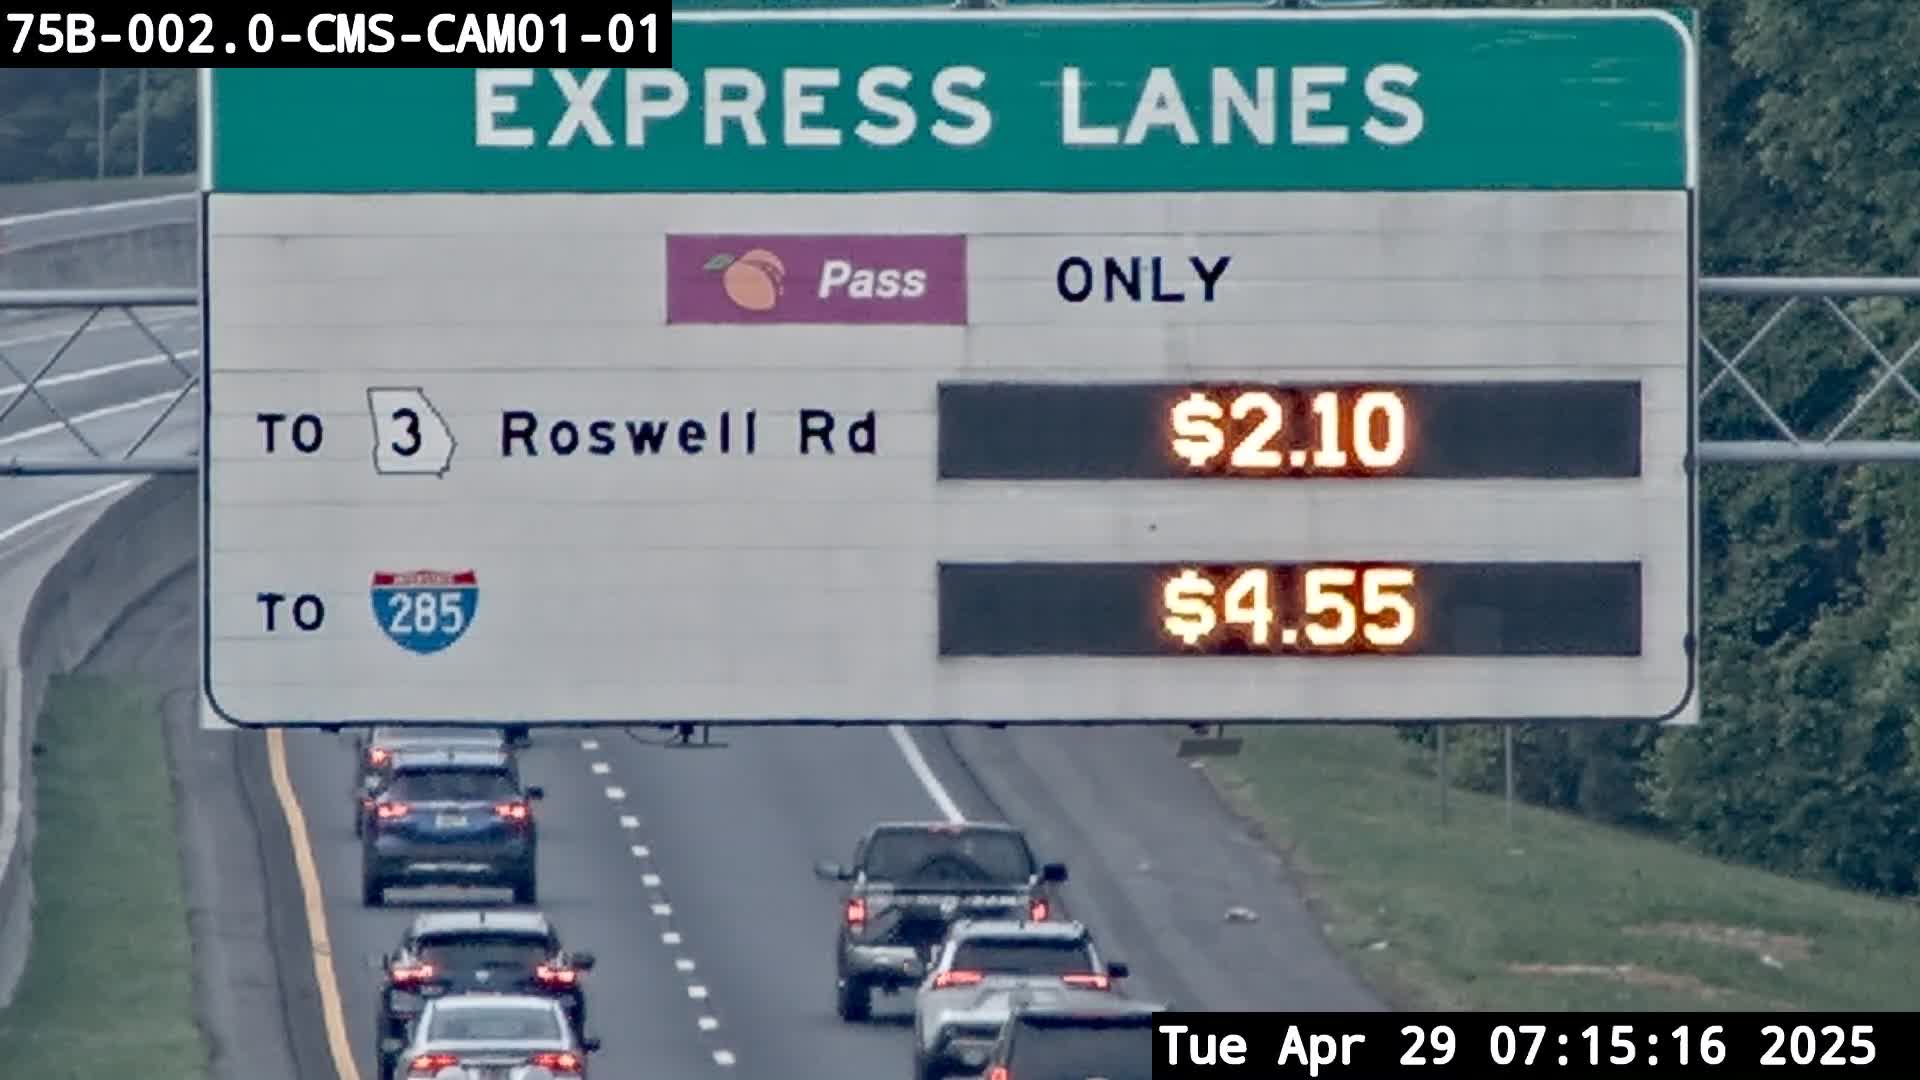 75B-002.0-CMS-CAM01-01
EXPRESS LANES
Pass ONLY
TO 3 Roswell Rd $2.10
TO INTERSTATE 285 $4.55
Tue Apr 29 07:15:16 2025